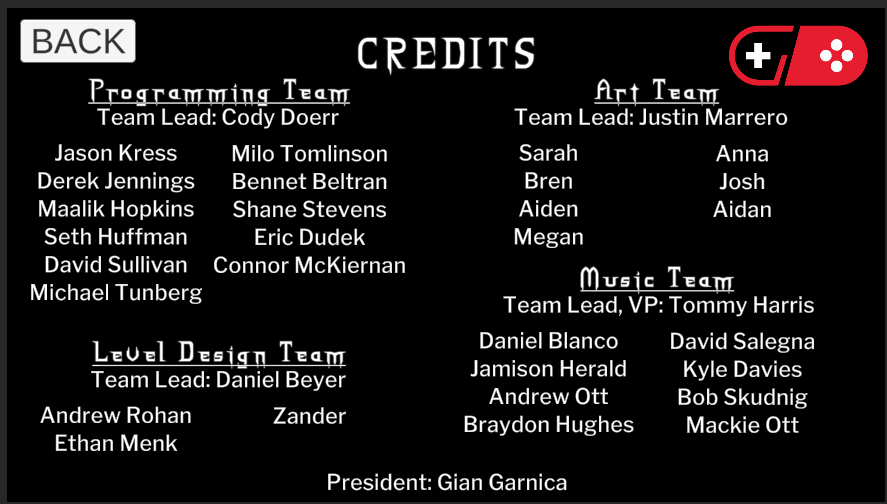 BACK
CREDITS
Programming Team
Team Lead: Cody Doerr
Jason Kress
Milo Tomlinson
Derek Jennings
Bennet Beltran
Maalik Hopkins
Shane Stevens
Seth Huffman
Eric Dudek
David Sullivan
Connor McKiernan
Michael Tunberg
Level Design Team
Team Lead: Daniel Beyer
Andrew Rohan
Zander
Ethan Menk
Art Team
Team Lead: Justin Marrero
Sarah
Anna
Bren
Josh
Aiden
Aidan
Megan
Music Team
Team Lead, VP: Tommy Harris
Daniel Blanco
David Salegna
Jamison Herald
Kyle Davies
Andrew Ott
Bob Skudnig
Braydon Hughes
Mackie Ott
President: Gian Garnica